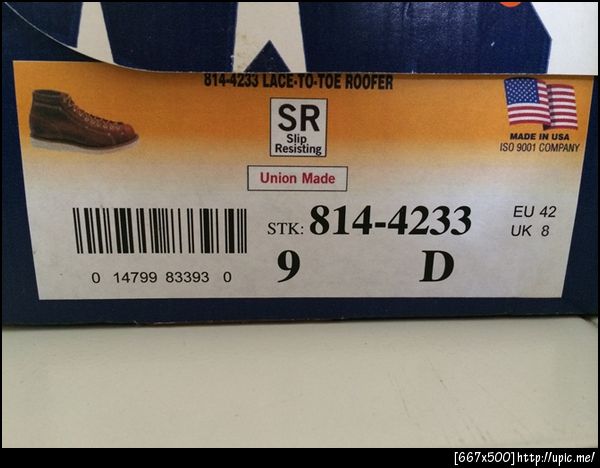 814-4233 LACE-TO-TOE ROOFER
SR
Slip
Resisting
MADE IN USA
ISO 9001 COMPANY
Union Made
STK: 814-4233
EU 42
UK 8
9 D
0 14799 83393 0
[667x500]http://upic.me/